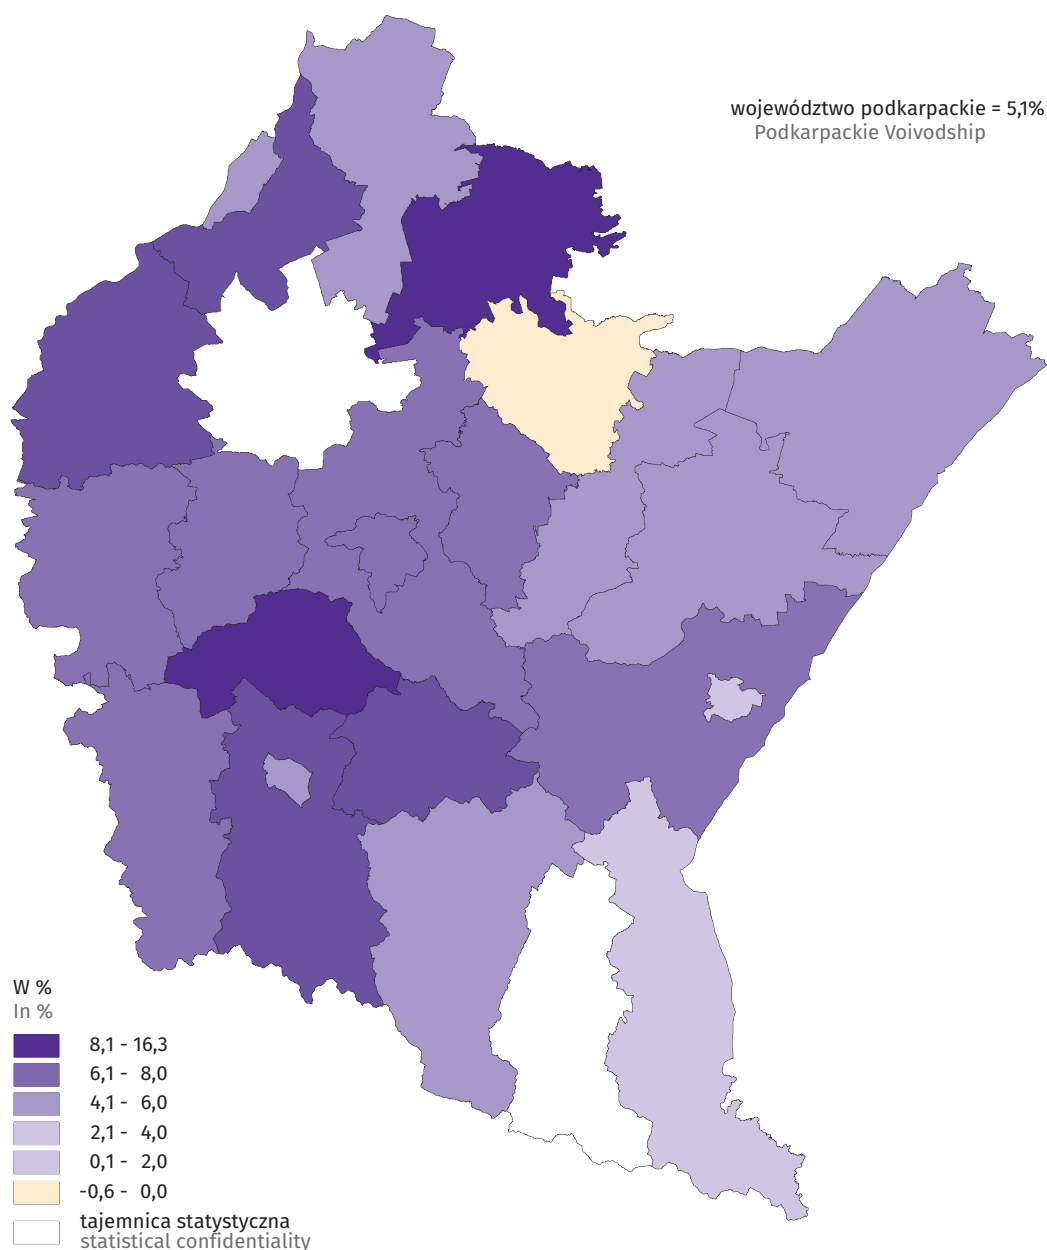 województwo podkarpackie = 5,1%
Podkarpackie Voivodship
W %
In %
8,1 - 16,3
6,1 - 8,0
4,1 - 6,0
2,1 - 4,0
0,1 - 2,0
-0,6 - 0,0
tajemnica statystyczna
statistical confidentiality